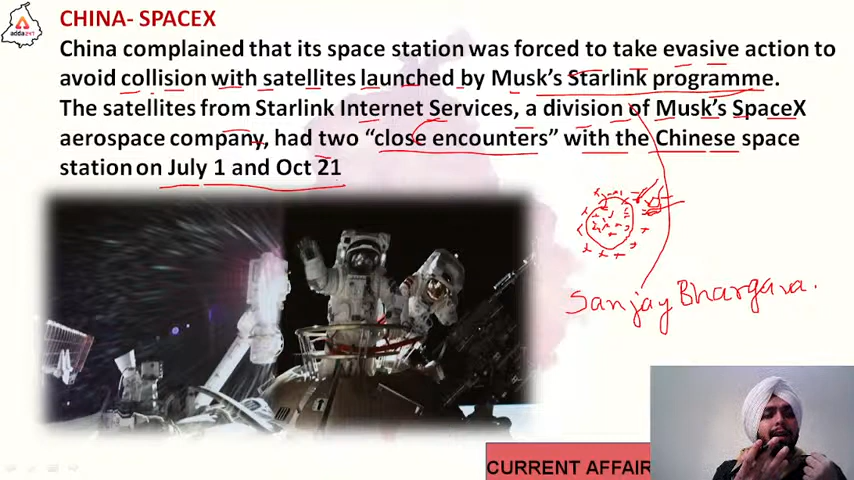 CHINA- SPACEX
adda247
China complained that its space station was forced to take evasive action to
avoid collision with satellites launched by Musk's Starlink programme.
The satellites from Starlink Internet Services, a division of Musk's SpaceX
aerospace company, had two “close encounters” with the Chinese space
station on July 1 and Oct 21
Sanjay Bhargava.
CURRENT AFFAIR